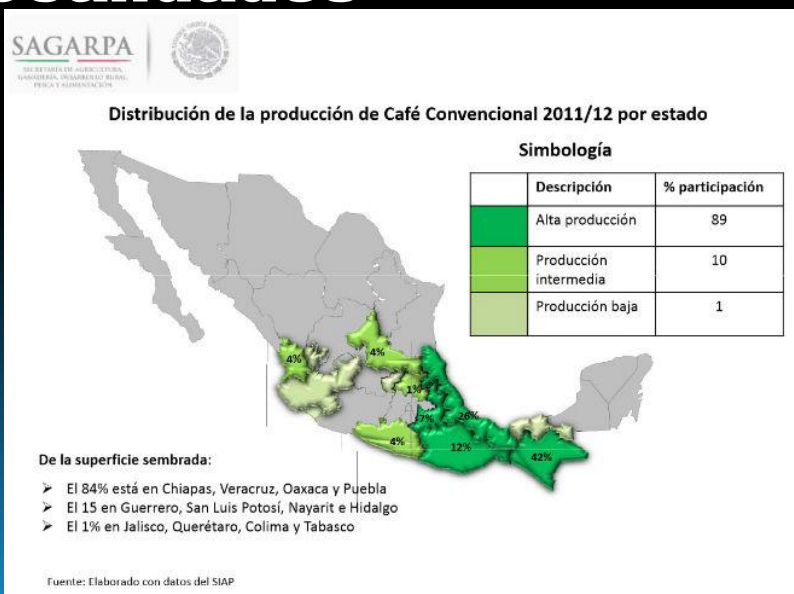 SAGARPA
SECRETARÍA DE AGRICULTURA,
GANADERÍA, DESARROLLO RURAL,
PESCA Y ALIMENTACIÓN
Distribución de la producción de Café Convencional 2011/12 por estado
Simbología
Descripción % participación
Alta producción 89
Producción intermedia 10
Producción baja 1
4%
4%
1%
7%
26%
4%
12%
42%
De la superficie sembrada:
➤ El 84% está en Chiapas, Veracruz, Oaxaca y Puebla
➤ El 15 en Guerrero, San Luis Potosí, Nayarit e Hidalgo
➤ El 1% en Jalisco, Querétaro, Colima y Tabasco
Fuente: Elaborado con datos del SIAP